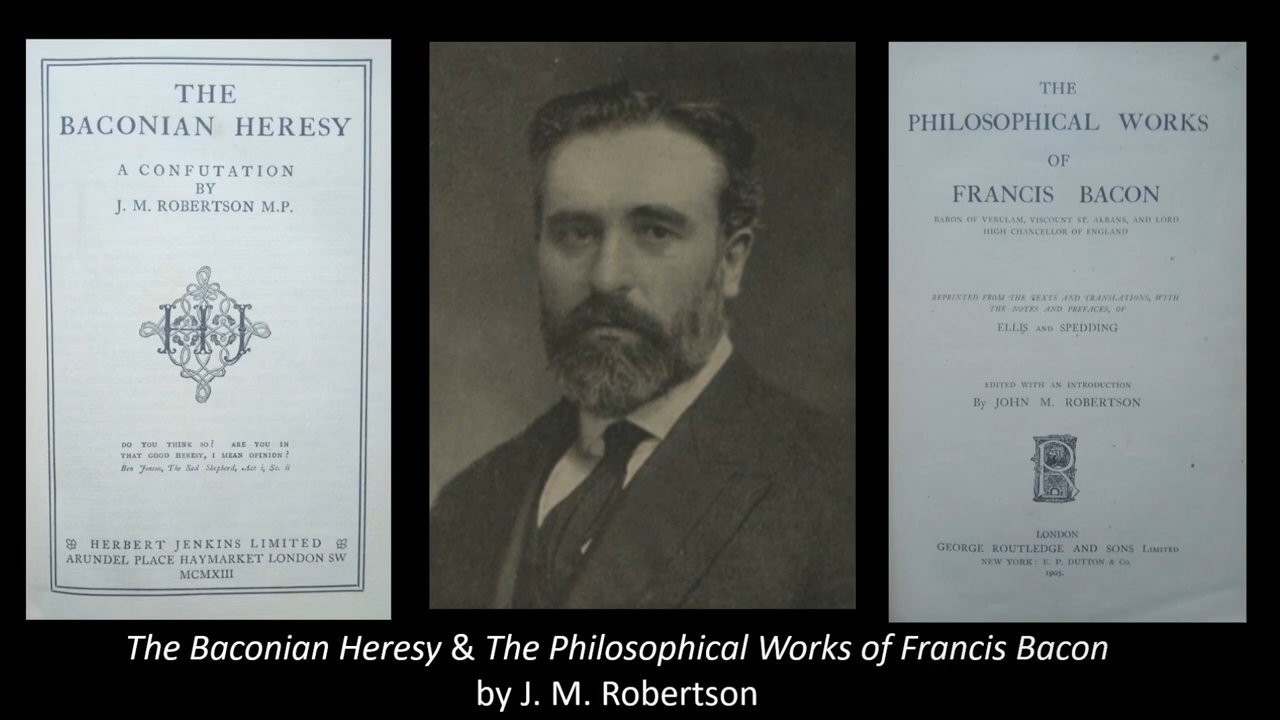 THE
BACONIAN HERESY
A CONFUTATION
BY
J. M. ROBERTSON M.P.
HJ
DO YOU THINK SO? ARE YOU IN
THAT GOOD HERESY, I MEAN OPINION?
Ben Jonson, The Sad Shepherd, Act i, Sc. ii
HERBERT JENKINS LIMITED
ARUNDEL PLACE HAYMARKET LONDON SW
MCMXIII
THE
PHILOSOPHICAL WORKS
OF
FRANCIS BACON
BARON OF VERULAM, VISCOUNT ST. ALBANS, AND LORD
HIGH CHANCELLOR OF ENGLAND
REPRINTED FROM THE TEXTS AND TRANSLATIONS, WITH
THE NOTES AND PREFACES, OF
ELLIS AND SPEDDING
EDITED WITH AN INTRODUCTION
By JOHN M. ROBERTSON
R
LONDON
GEORGE ROUTLEDGE AND SONS LIMITED
NEW YORK: E. P. DUTTON & Co.
1905.
The Baconian Heresy & The Philosophical Works of Francis Bacon
by J. M. Robertson